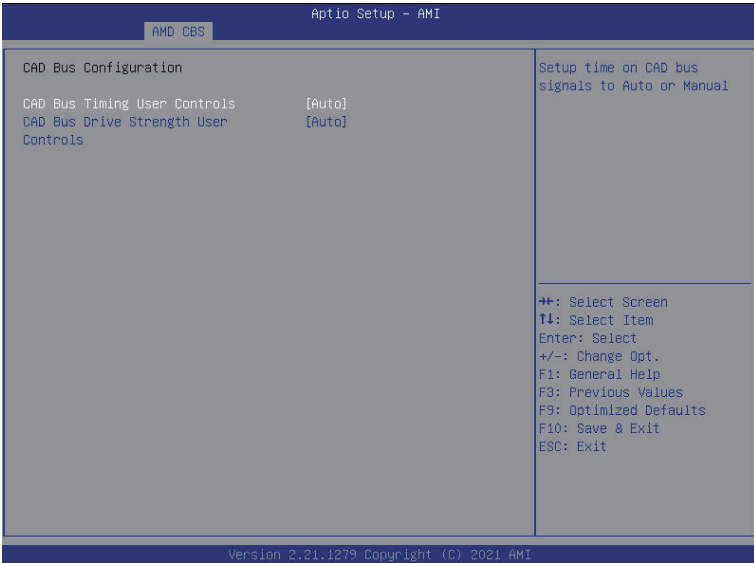 Aptio Setup – AMI
AMD CBS
CAD Bus Configuration
CAD Bus Timing User Controls [Auto]
CAD Bus Drive Strength User [Auto]
Controls
Setup time on CAD bus
signals to Auto or Manual
→←: Select Screen
↑↓: Select Item
Enter: Select
+/-: Change Opt.
F1: General Help
F3: Previous Values
F9: Optimized Defaults
F10: Save & Exit
ESC: Exit
Version 2.21.1279 Copyright (C) 2021 AMI